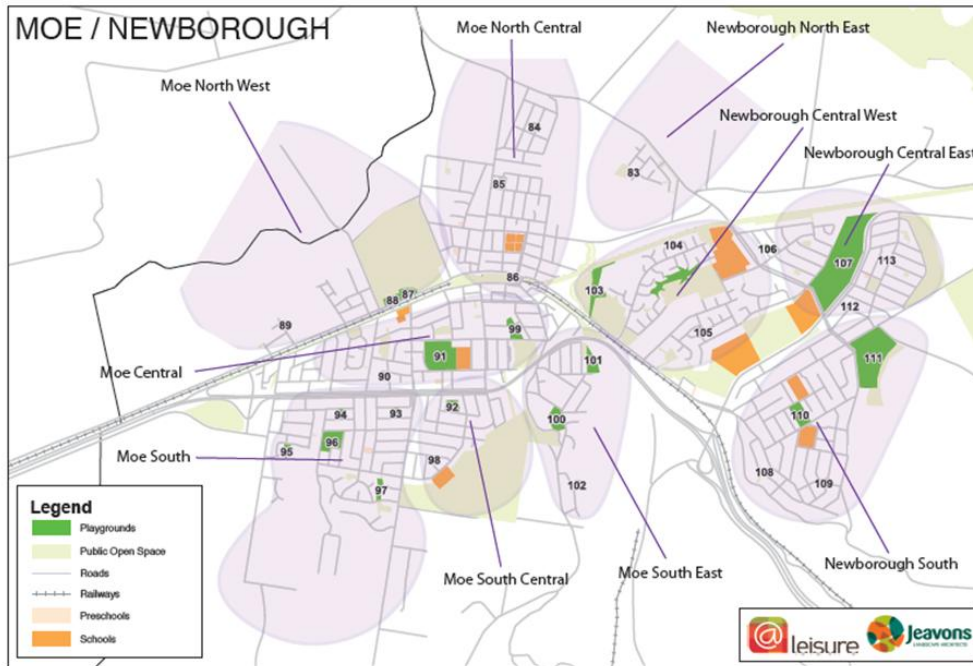 MOE / NEWBOROUGH
Moe North Central
Newborough North East
Moe North West
Newborough Central West
Newborough Central East
84
83
85
104
106
107
113
86
103
88
87
112
89
99
105
91
101
111
Moe Central
90
94
93
92
100
110
96
95
Moe South
98
97
102
108
109
Legend
Playgrounds
Public Open Space
Roads
Railways
Preschools
Schools
Moe South Central
Moe South East
Newborough South
@leisure
Jeavons
LANDSCAPE ARCHITECTS